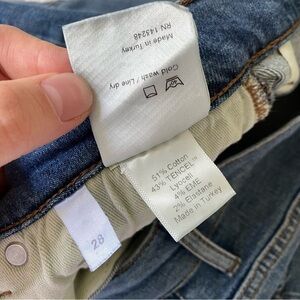 Made in Turkey
RN 148248
Cold wash / Line dry
51% Cotton
43% TENCEL™
Lyocell
4% EME
2% Elastane
Made in Turkey
28